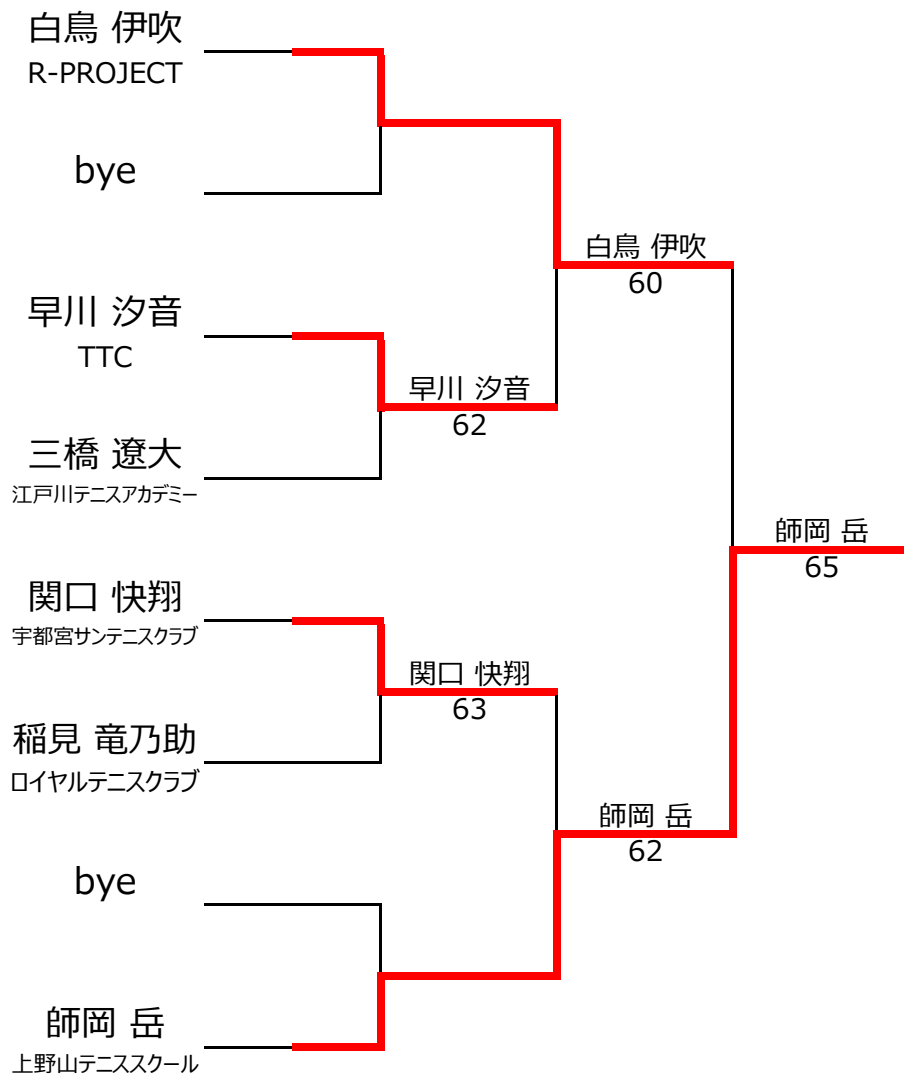 白鳥 伊吹
R-PROJECT
bye
早川 汐音
TTC
三橋 遼大
江戸川テニスアカデミー
関口 快翔
宇都宮サンテニスクラブ
稲見 竜乃助
ロイヤルテニスクラブ
bye
師岡 岳
上野山テニススクール
早川 汐音
62
関口 快翔
63
白鳥 伊吹
60
師岡 岳
62
師岡 岳
65